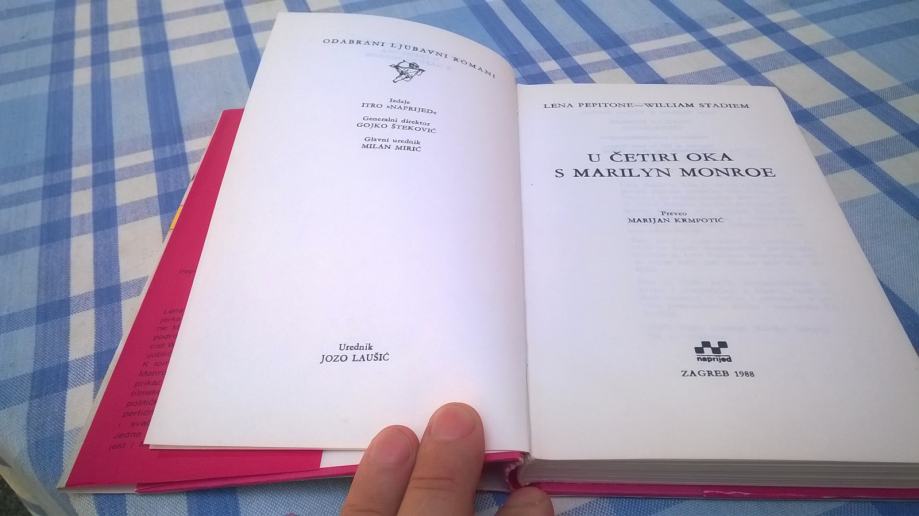 ODABRANI LJUBAVNI ROMANI
Izdaje
ITRO »NAPRIJED«
Generalni direktor
GOJKO ŠTEKOVIĆ
Glavni urednik
MILAN MIRIĆ
Urednik
JOZO LAUŠIĆ
LENA PEPITONE—WILLIAM STADIEM
U ČETIRI OKA
S MARILYN MONROE
Preveo
MARIJAN KRMPOTIĆ
naprijed
ZAGREB 1988